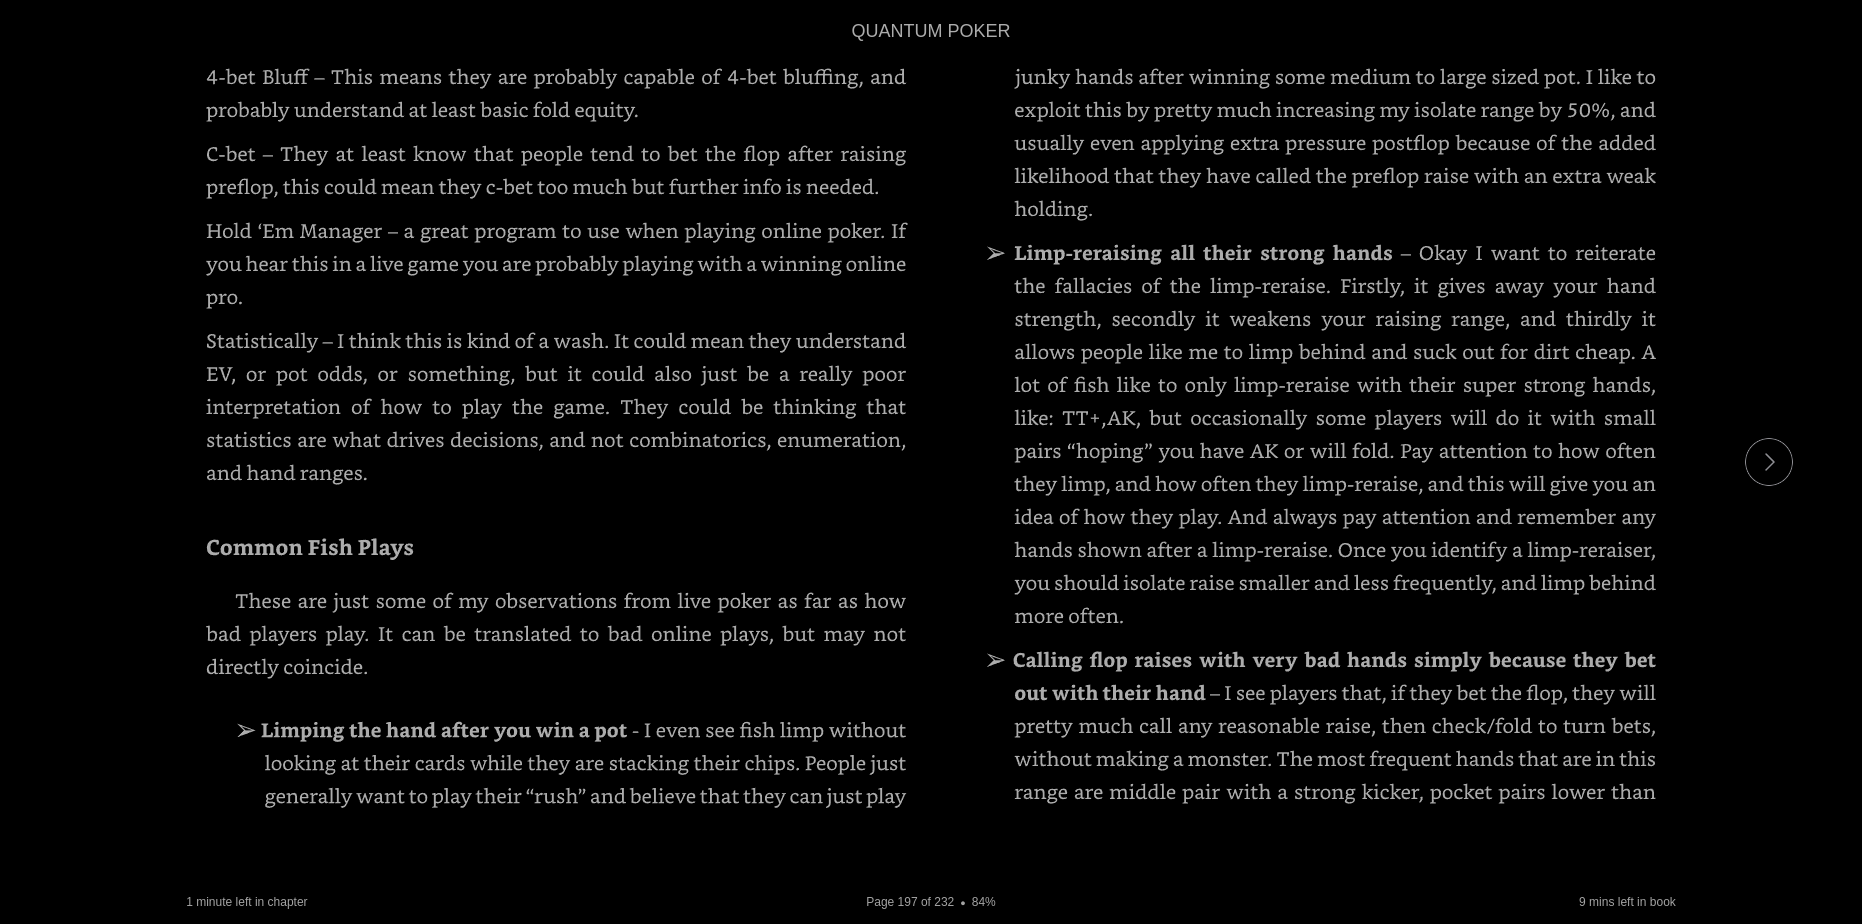 QUANTUM POKER
4-bet Bluff – This means they are probably capable of 4-bet bluffing, and
probably understand at least basic fold equity.
C-bet – They at least know that people tend to bet the flop after raising
preflop, this could mean they c-bet too much but further info is needed.
Hold ‘Em Manager – a great program to use when playing online poker. If
you hear this in a live game you are probably playing with a winning online
pro.
Statistically – I think this is kind of a wash. It could mean they understand
EV, or pot odds, or something, but it could also just be a really poor
interpretation of how to play the game. They could be thinking that
statistics are what drives decisions, and not combinatorics, enumeration,
and hand ranges.
Common Fish Plays
These are just some of my observations from live poker as far as how
bad players play. It can be translated to bad online plays, but may not
directly coincide.
➢ Limping the hand after you win a pot - I even see fish limp without
looking at their cards while they are stacking their chips. People just
generally want to play their “rush” and believe that they can just play
junky hands after winning some medium to large sized pot. I like to
exploit this by pretty much increasing my isolate range by 50%, and
usually even applying extra pressure postflop because of the added
likelihood that they have called the preflop raise with an extra weak
holding.
➢ Limp-reraising all their strong hands – Okay I want to reiterate
the fallacies of the limp-reraise. Firstly, it gives away your hand
strength, secondly it weakens your raising range, and thirdly it
allows people like me to limp behind and suck out for dirt cheap. A
lot of fish like to only limp-reraise with their super strong hands,
like: TT+,AK, but occasionally some players will do it with small
pairs “hoping” you have AK or will fold. Pay attention to how often
they limp, and how often they limp-reraise, and this will give you an
idea of how they play. And always pay attention and remember any
hands shown after a limp-reraise. Once you identify a limp-reraiser,
you should isolate raise smaller and less frequently, and limp behind
more often.
➢ Calling flop raises with very bad hands simply because they bet
out with their hand – I see players that, if they bet the flop, they will
pretty much call any reasonable raise, then check/fold to turn bets,
without making a monster. The most frequent hands that are in this
range are middle pair with a strong kicker, pocket pairs lower than
1 minute left in chapter
Page 197 of 232 • 84%
9 mins left in book